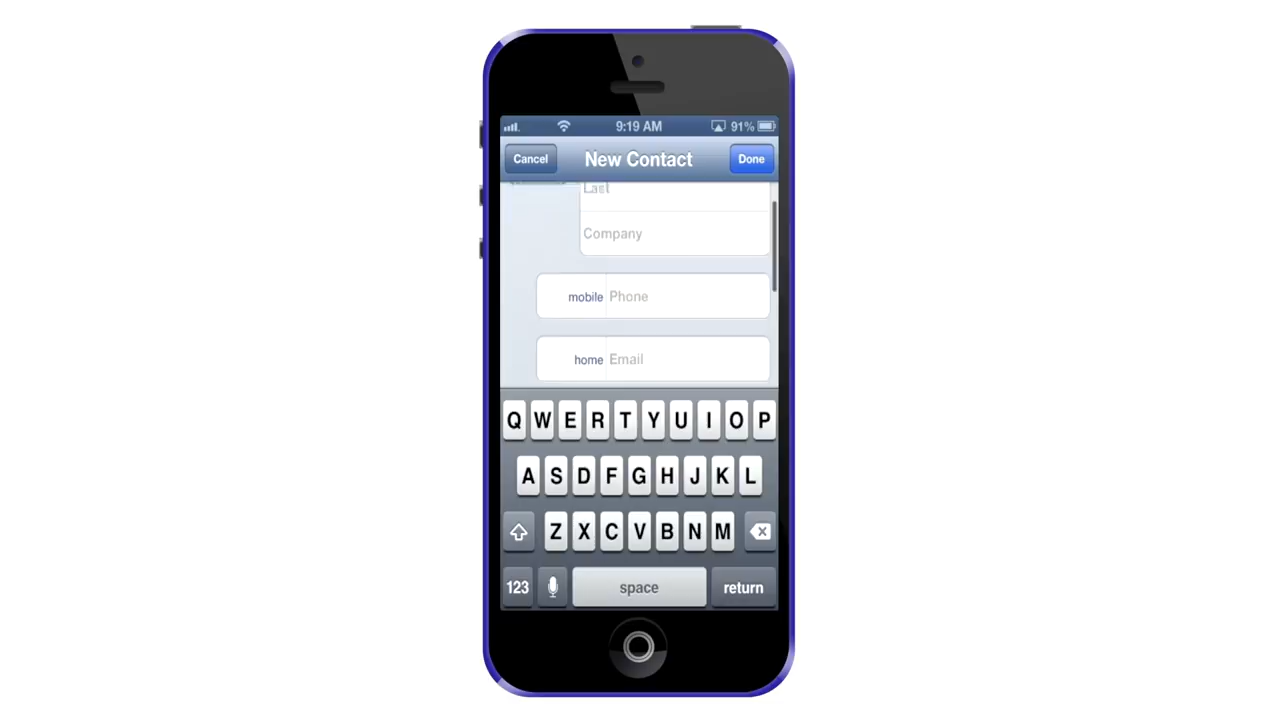 9:19 AM 91%
Cancel New Contact Done
Last
Company
mobile Phone
home Email
Q W E R T Y U I O P
A S D F G H J K L
Z X C V B N M
123 space return